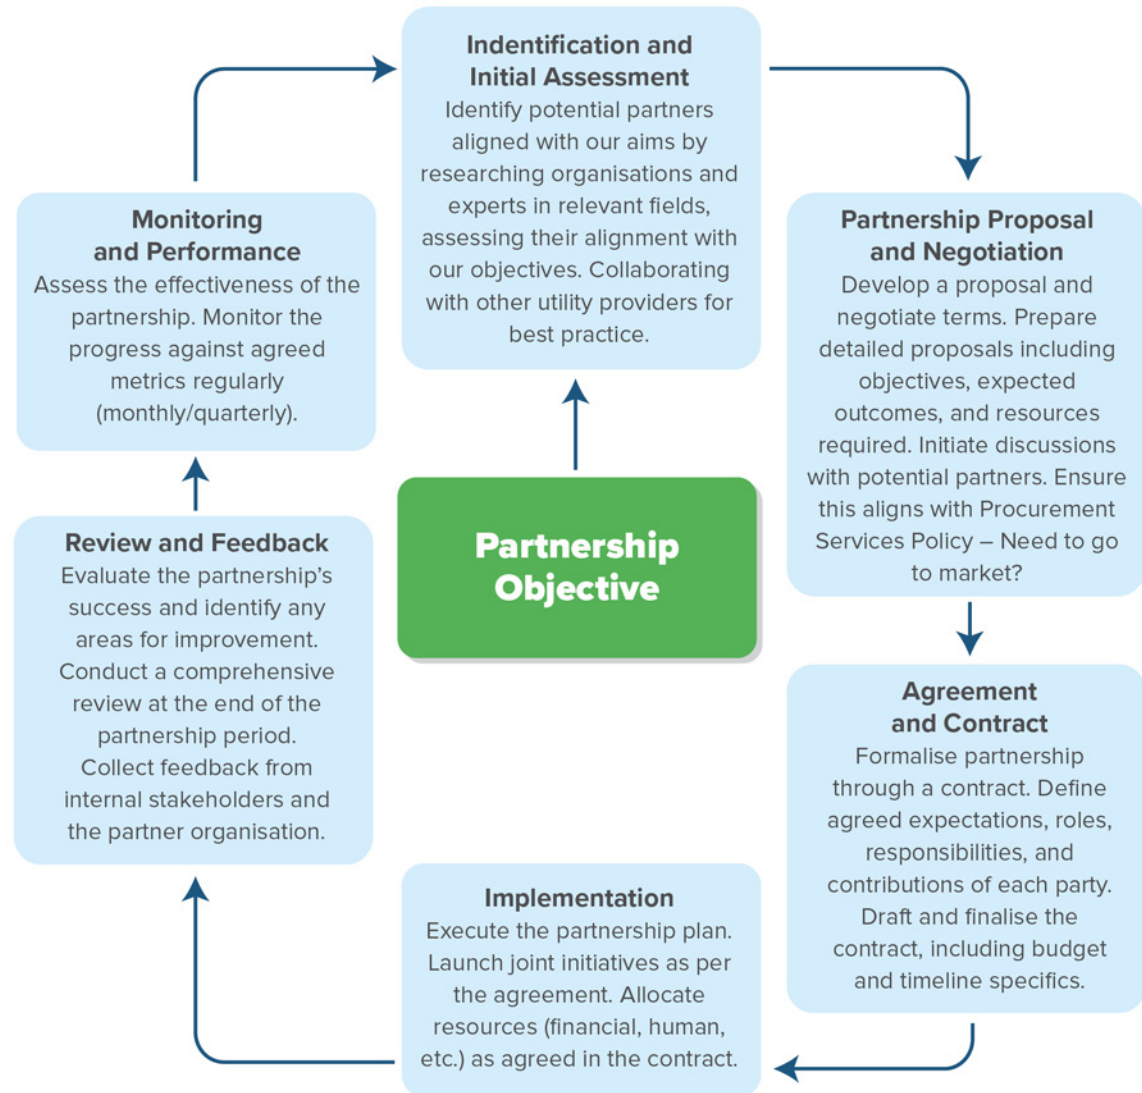 Indentification and
Initial Assessment
Identify potential partners
aligned with our aims by
researching organisations and
experts in relevant fields,
assessing their alignment with
our objectives. Collaborating
with other utility providers for
best practice.
Partnership Proposal
and Negotiation
Develop a proposal and
negotiate terms. Prepare
detailed proposals including
objectives, expected
outcomes, and resources
required. Initiate discussions
with potential partners. Ensure
this aligns with Procurement
Services Policy – Need to go
to market?
Agreement
and Contract
Formalise partnership
through a contract. Define
agreed expectations, roles,
responsibilities, and
contributions of each party.
Draft and finalise the
contract, including budget
and timeline specifics.
Implementation
Execute the partnership plan.
Launch joint initiatives as per
the agreement. Allocate
resources (financial, human,
etc.) as agreed in the contract.
Review and Feedback
Evaluate the partnership’s
success and identify any
areas for improvement.
Conduct a comprehensive
review at the end of the
partnership period.
Collect feedback from
internal stakeholders and
the partner organisation.
Monitoring
and Performance
Assess the effectiveness of the
partnership. Monitor the
progress against agreed
metrics regularly
(monthly/quarterly).
Partnership
Objective